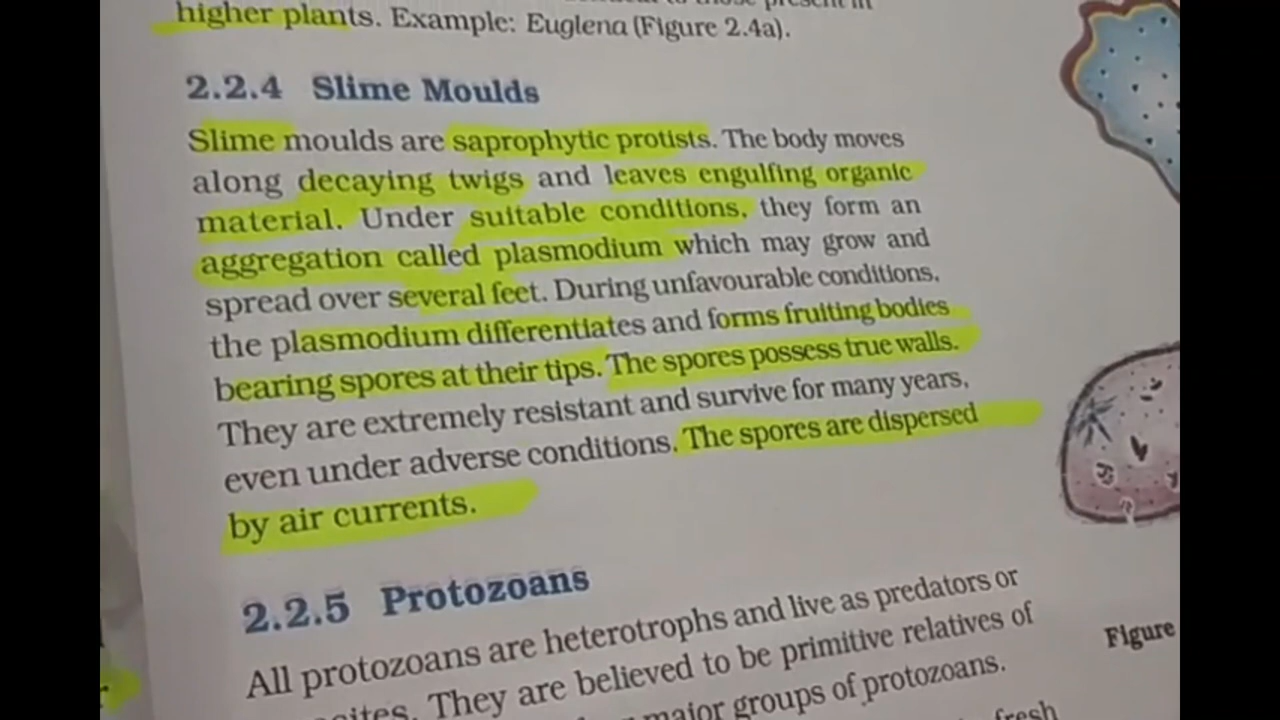 higher plants. Example: Euglena (Figure 2.4a).
2.2.4 Slime Moulds
Slime moulds are saprophytic protists. The body moves
along decaying twigs and leaves engulfing organic
material. Under suitable conditions, they form an
aggregation called plasmodium which may grow and
spread over several feet. During unfavourable conditions,
the plasmodium differentiates and forms fruiting bodies
bearing spores at their tips. The spores possess true walls.
They are extremely resistant and survive for many years,
even under adverse conditions. The spores are dispersed
by air currents.
2.2.5 Protozoans
All protozoans are heterotrophs and live as predators or
They are believed to be primitive relatives of
major groups of protozoans.
fresh
Figure